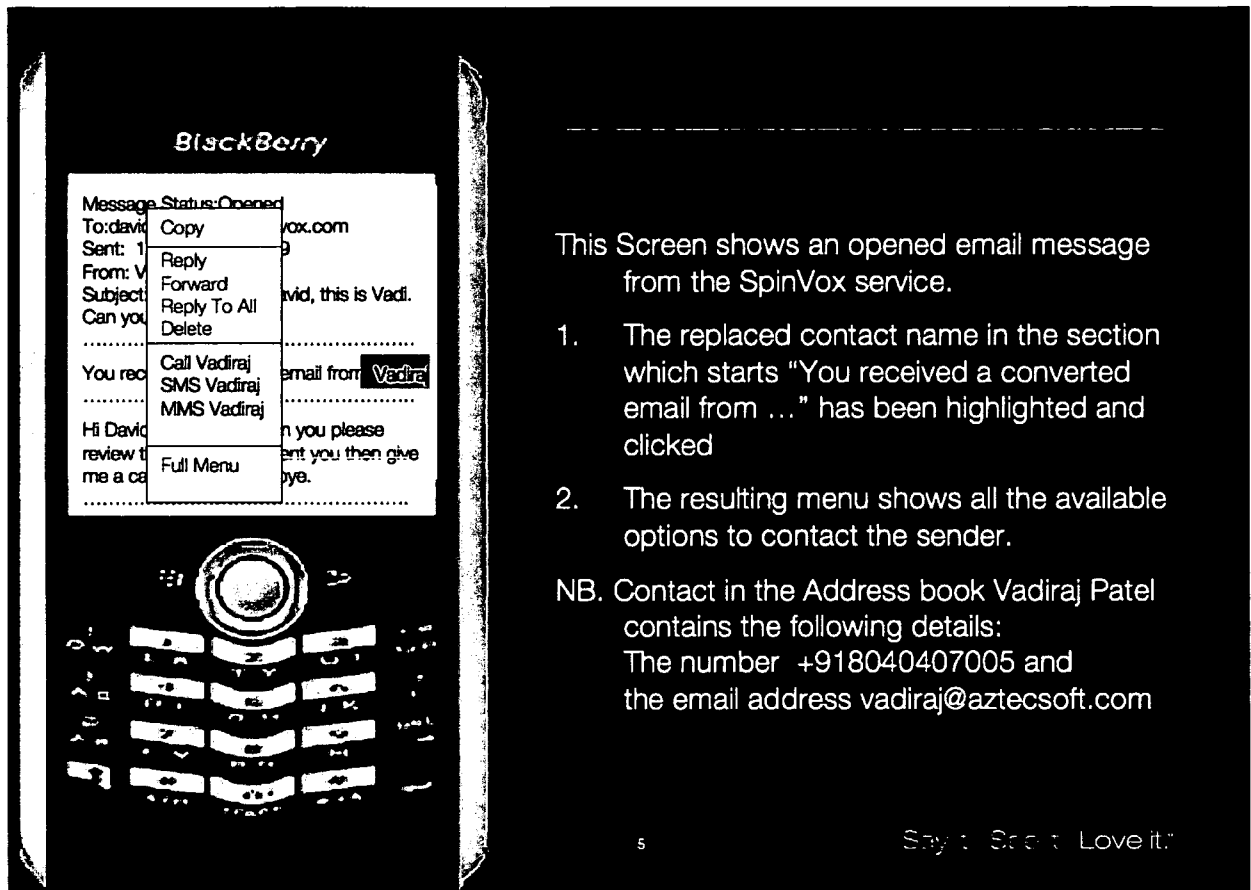 BlackBerry
Message Status:Opened
To:david vox.com
Sent: 1 9
From: V
Subject: vid, this is Vadi.
Can you
You rec email from Vadiraj
Hi David n you please
review t ent you then give
me a ca bye.
Copy
Reply
Forward
Reply To All
Delete
Call Vadiraj
SMS Vadiraj
MMS Vadiraj
Full Menu
This Screen shows an opened email message
from the SpinVox service.
1. The replaced contact name in the section
which starts “You received a converted
email from …” has been highlighted and
clicked
2. The resulting menu shows all the available
options to contact the sender.
NB. Contact in the Address book Vadiraj Patel
contains the following details:
The number +918040407005 and
the email address vadiraj@aztecsoft.com
5
Love it.™